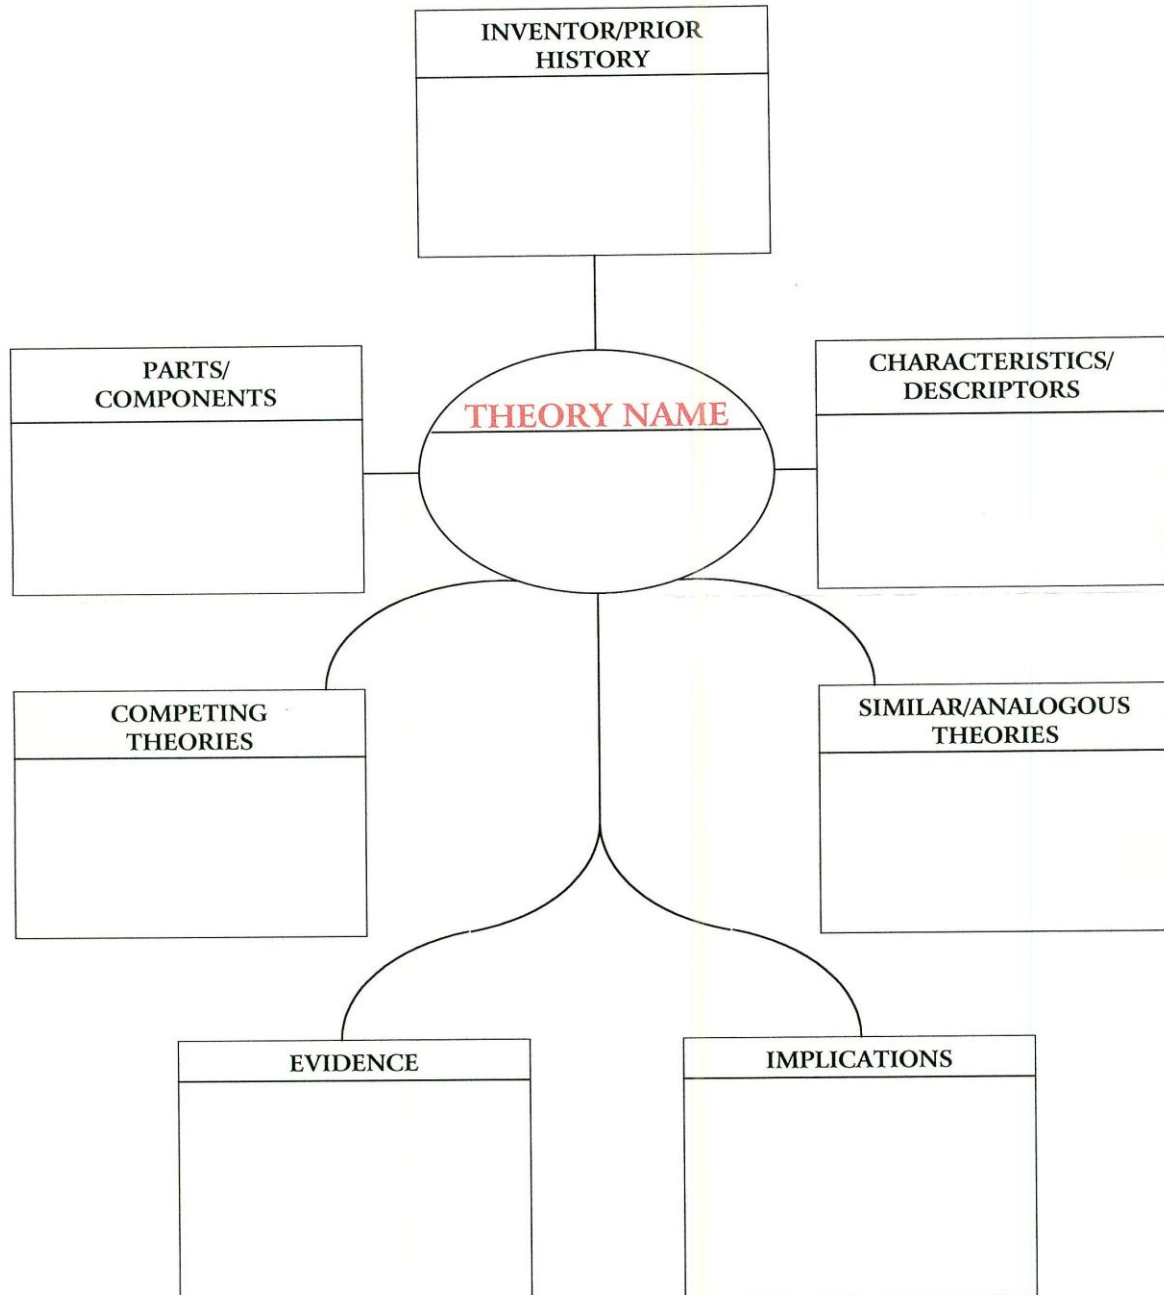 INVENTOR/PRIOR
HISTORY
PARTS/
COMPONENTS
THEORY NAME
CHARACTERISTICS/
DESCRIPTORS
COMPETING
THEORIES
SIMILAR/ANALOGOUS
THEORIES
EVIDENCE
IMPLICATIONS